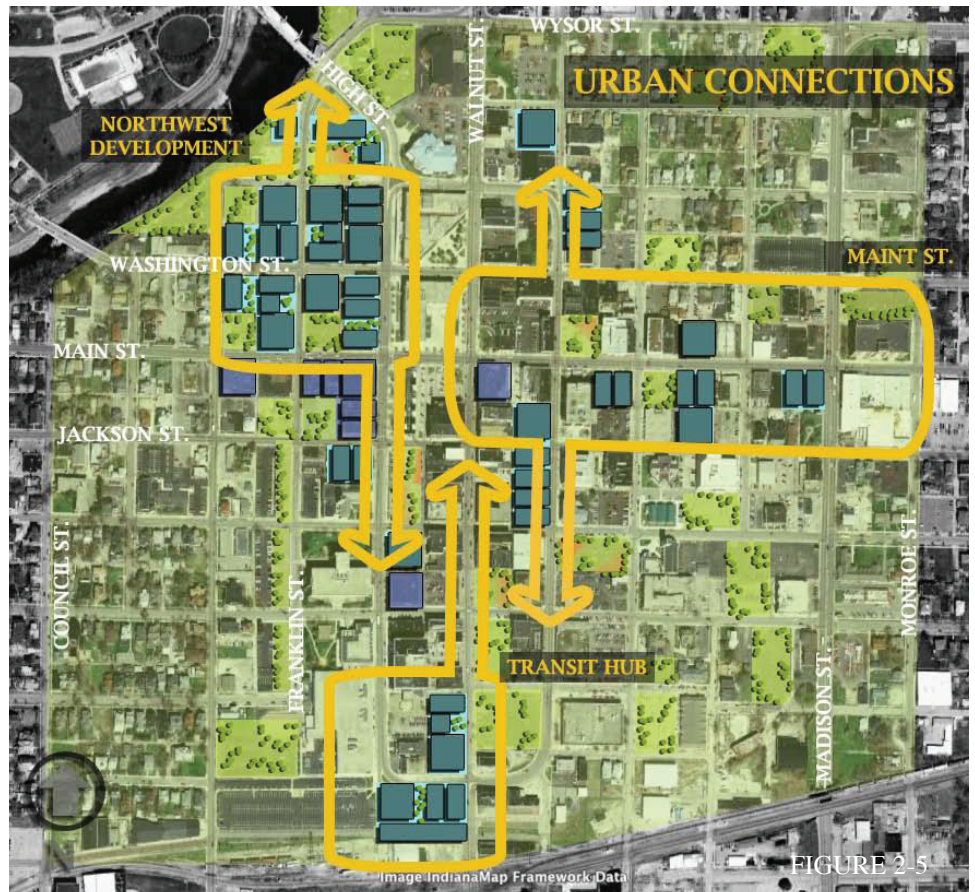 WYSOR ST.
WALNUT ST.
HIGH ST
URBAN CONNECTIONS
NORTHWEST
DEVELOPMENT
WASHINGTON ST.
MAINT ST.
MAIN ST.
JACKSON ST.
COUNCIL ST.
FRANKLIN ST.
MONROE ST.
TRANSIT HUB
MADISON ST.
N
FIGURE 2-5
Image IndianaMap Framework Data